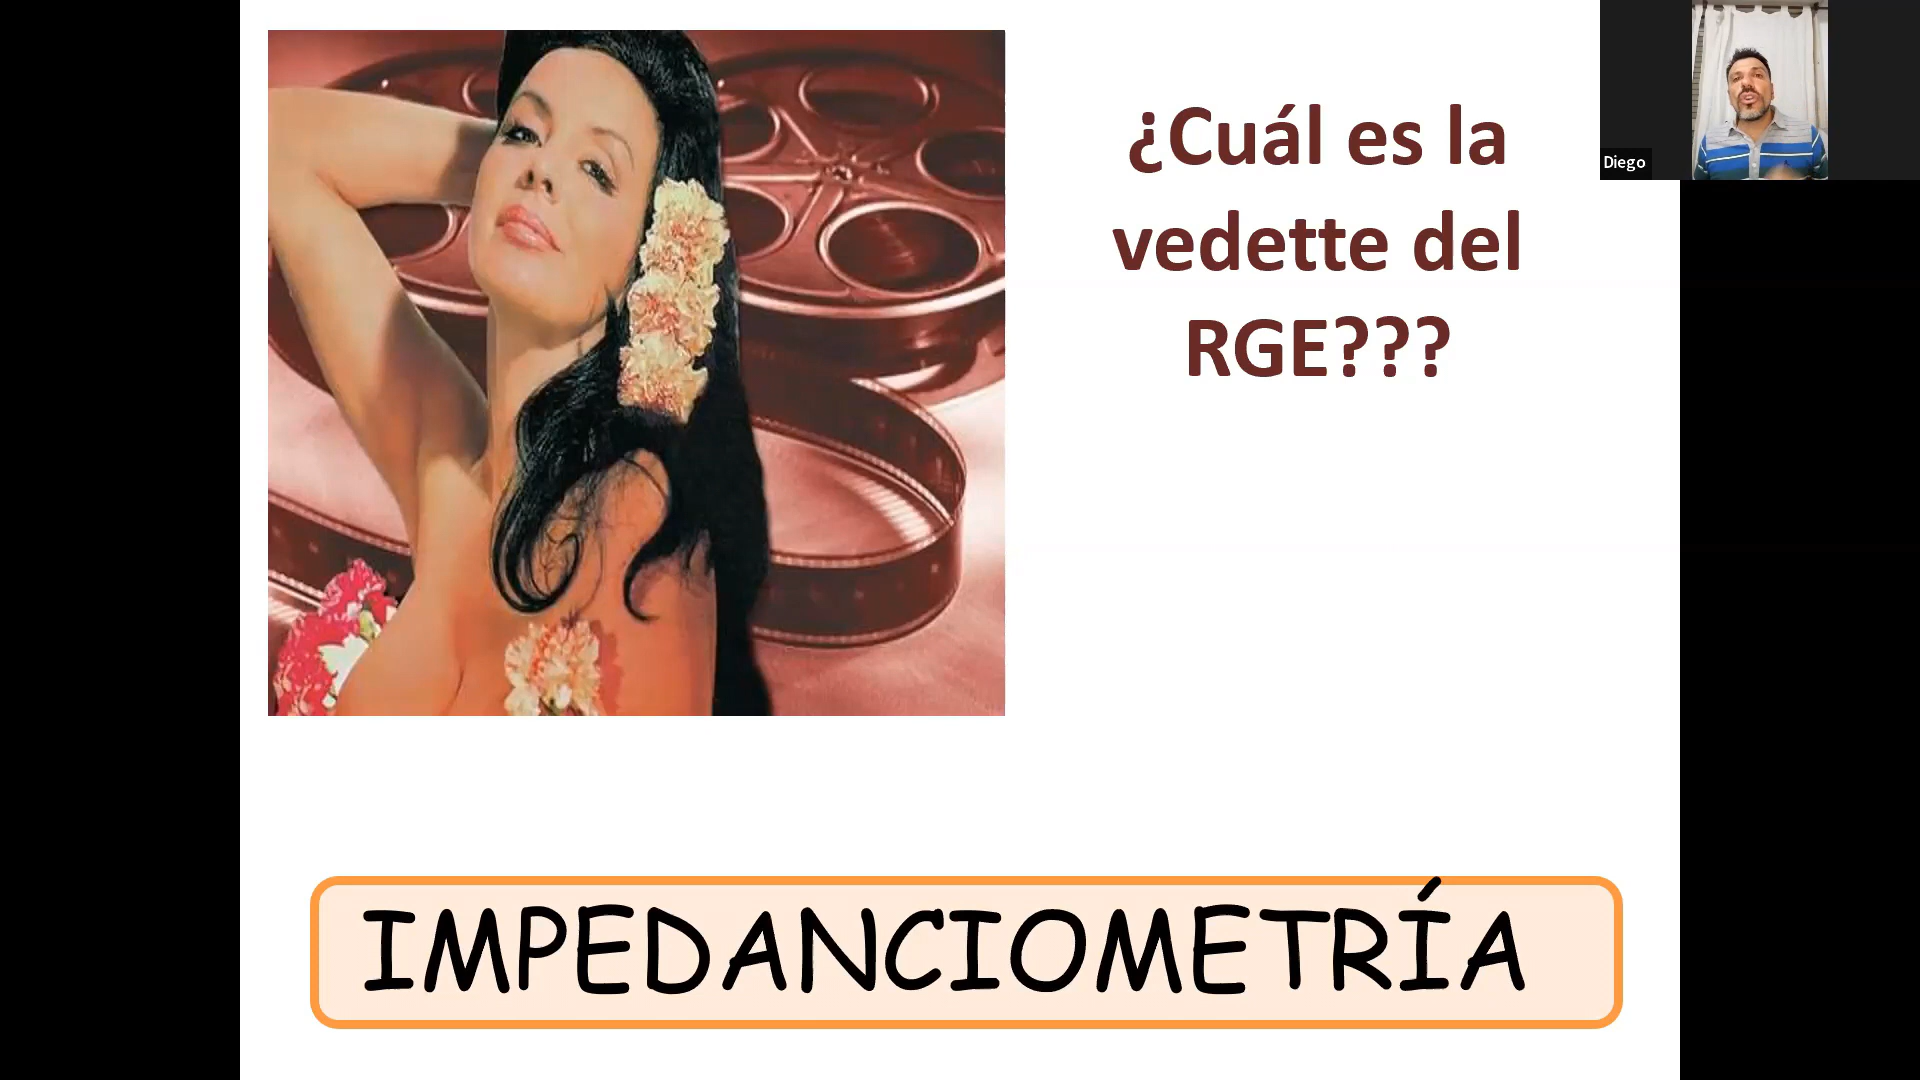 ¿Cuál es la
vedette del
RGE???
Diego
IMPEDANCIOMETRÍA